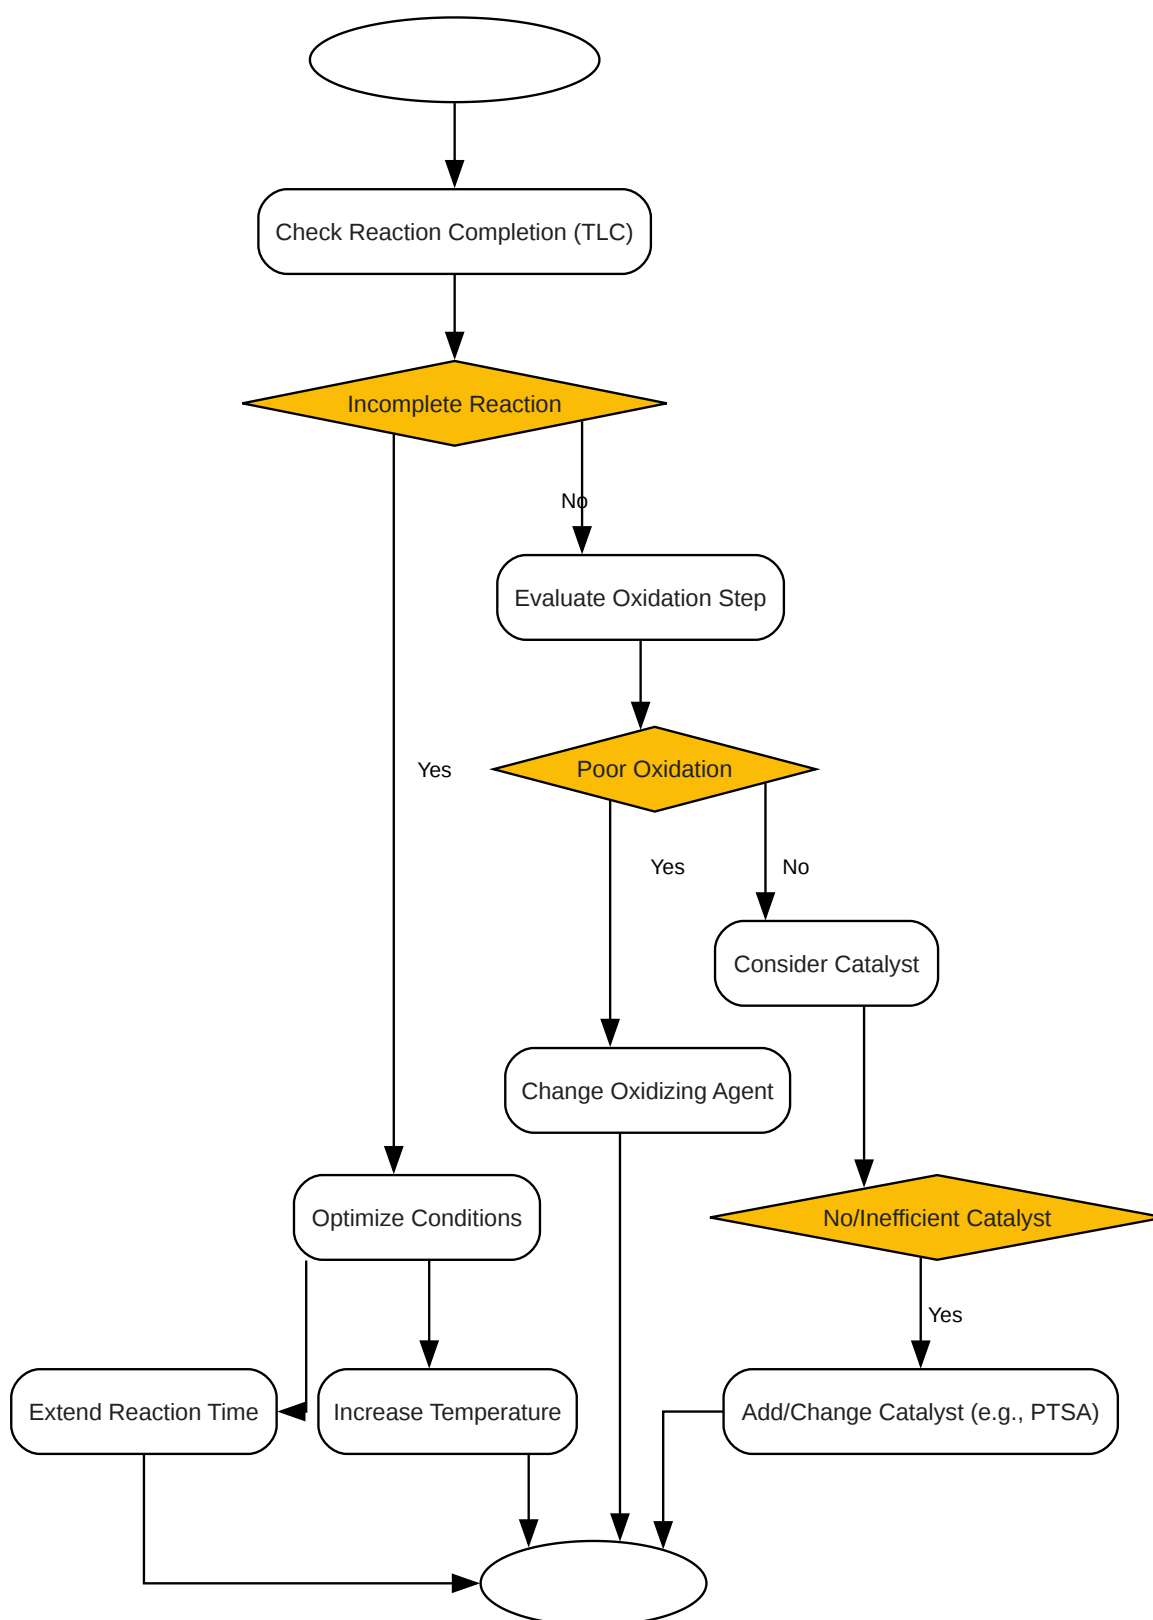 Check Reaction Completion (TLC)
Incomplete Reaction
No
Evaluate Oxidation Step
Yes
Poor Oxidation
Yes
No
Consider Catalyst
Change Oxidizing Agent
Optimize Conditions
No/Inefficient Catalyst
Yes
Extend Reaction Time
Increase Temperature
Add/Change Catalyst (e.g., PTSA)